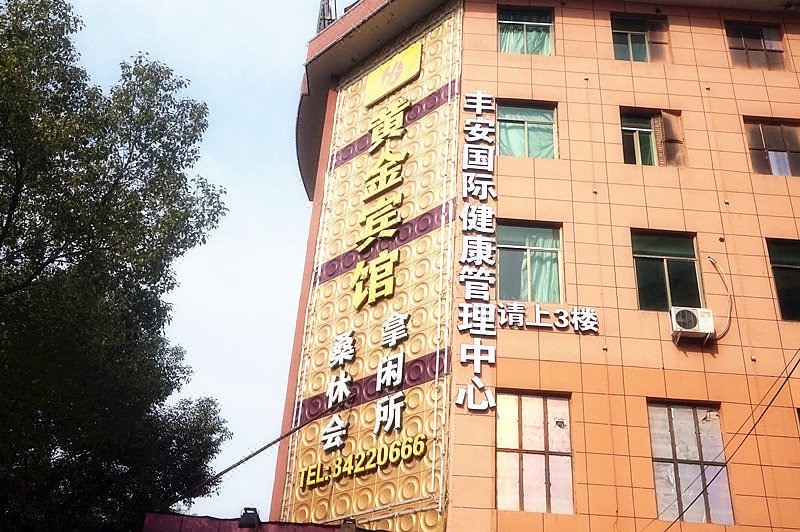 黄金宾馆
桑拿
休闲
会所
TEL:84220666
丰安国际健康管理中心
请上3楼